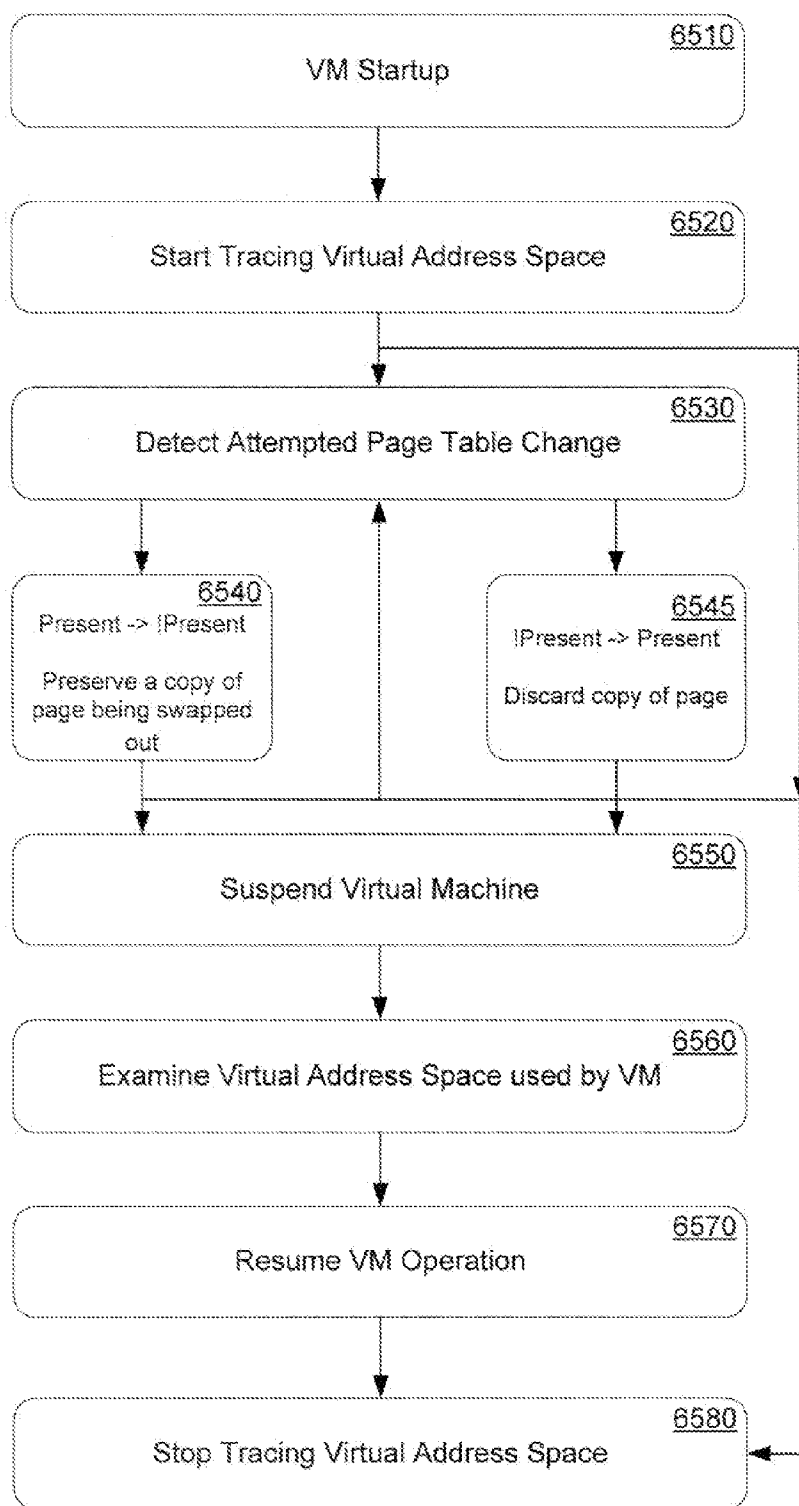 6510
VM Startup
6520
Start Tracing Virtual Address Space
6530
Detect Attempted Page Table Change
6540
Present -> !Present
Preserve a copy of
page being swapped
out
6545
!Present -> Present
Discard copy of page
6550
Suspend Virtual Machine
6560
Examine Virtual Address Space used by VM
6570
Resume VM Operation
6580
Stop Tracing Virtual Address Space